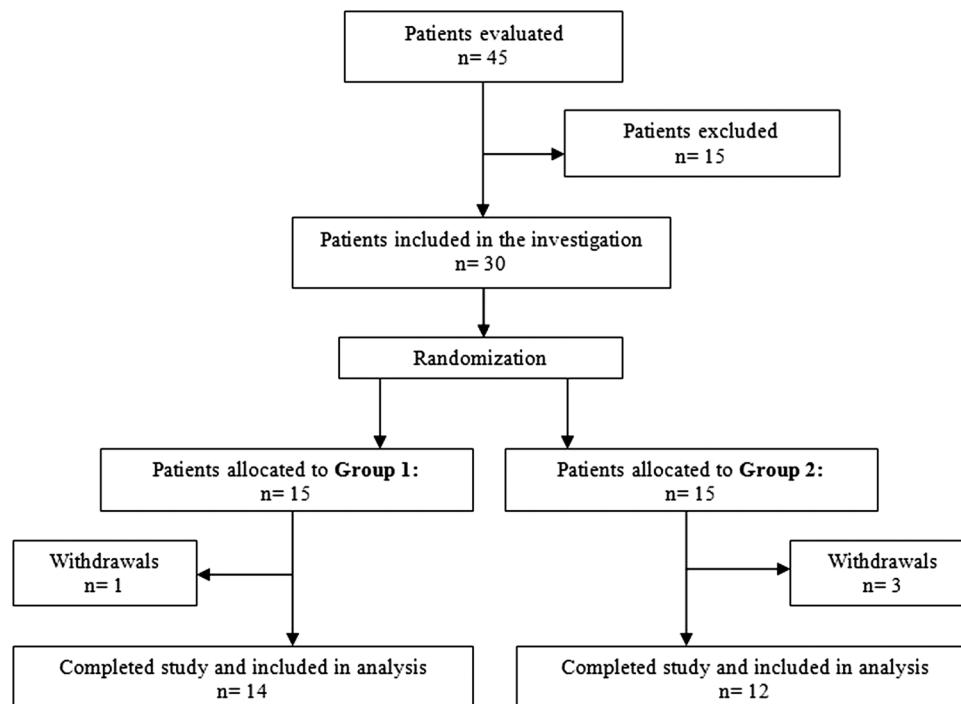 Patients evaluated
n= 45
Patients excluded
n= 15
Patients included in the investigation
n= 30
Randomization
Patients allocated to Group 1:
n= 15
Patients allocated to Group 2:
n= 15
Withdrawals
n= 1
Withdrawals
n= 3
Completed study and included in analysis
n= 14
Completed study and included in analysis
n= 12